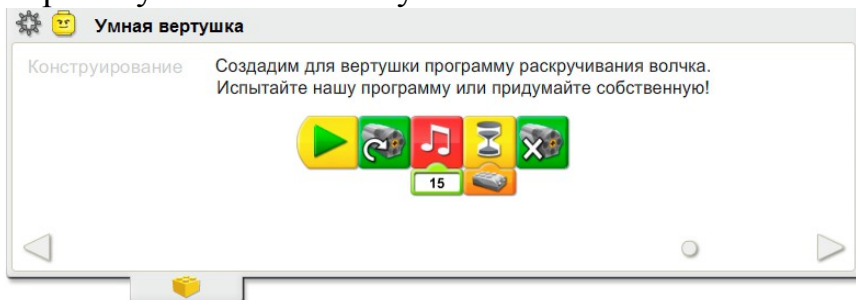 Умная вертушка
Конструирование
Создадим для вертушки программу раскручивания волчка.
Испытайте нашу программу или придумайте собственную!
15